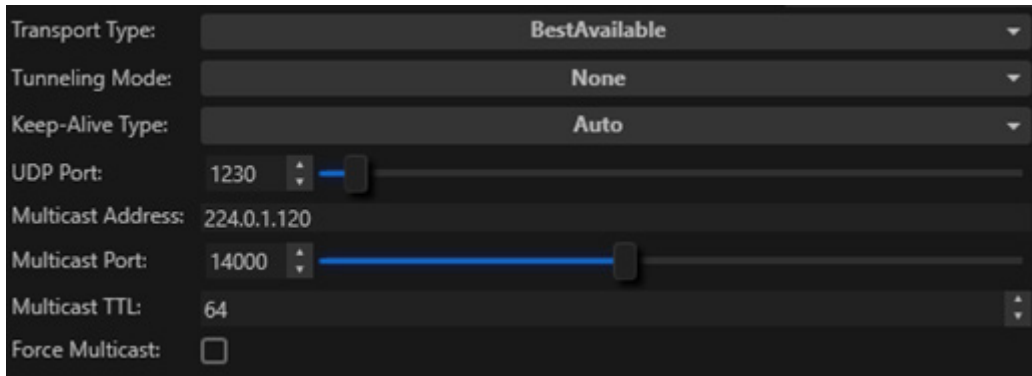 Transport Type: BestAvailable
Tunneling Mode: None
Keep-Alive Type: Auto
UDP Port: 1230
Multicast Address: 224.0.1.120
Multicast Port: 14000
Multicast TTL: 64
Force Multicast: